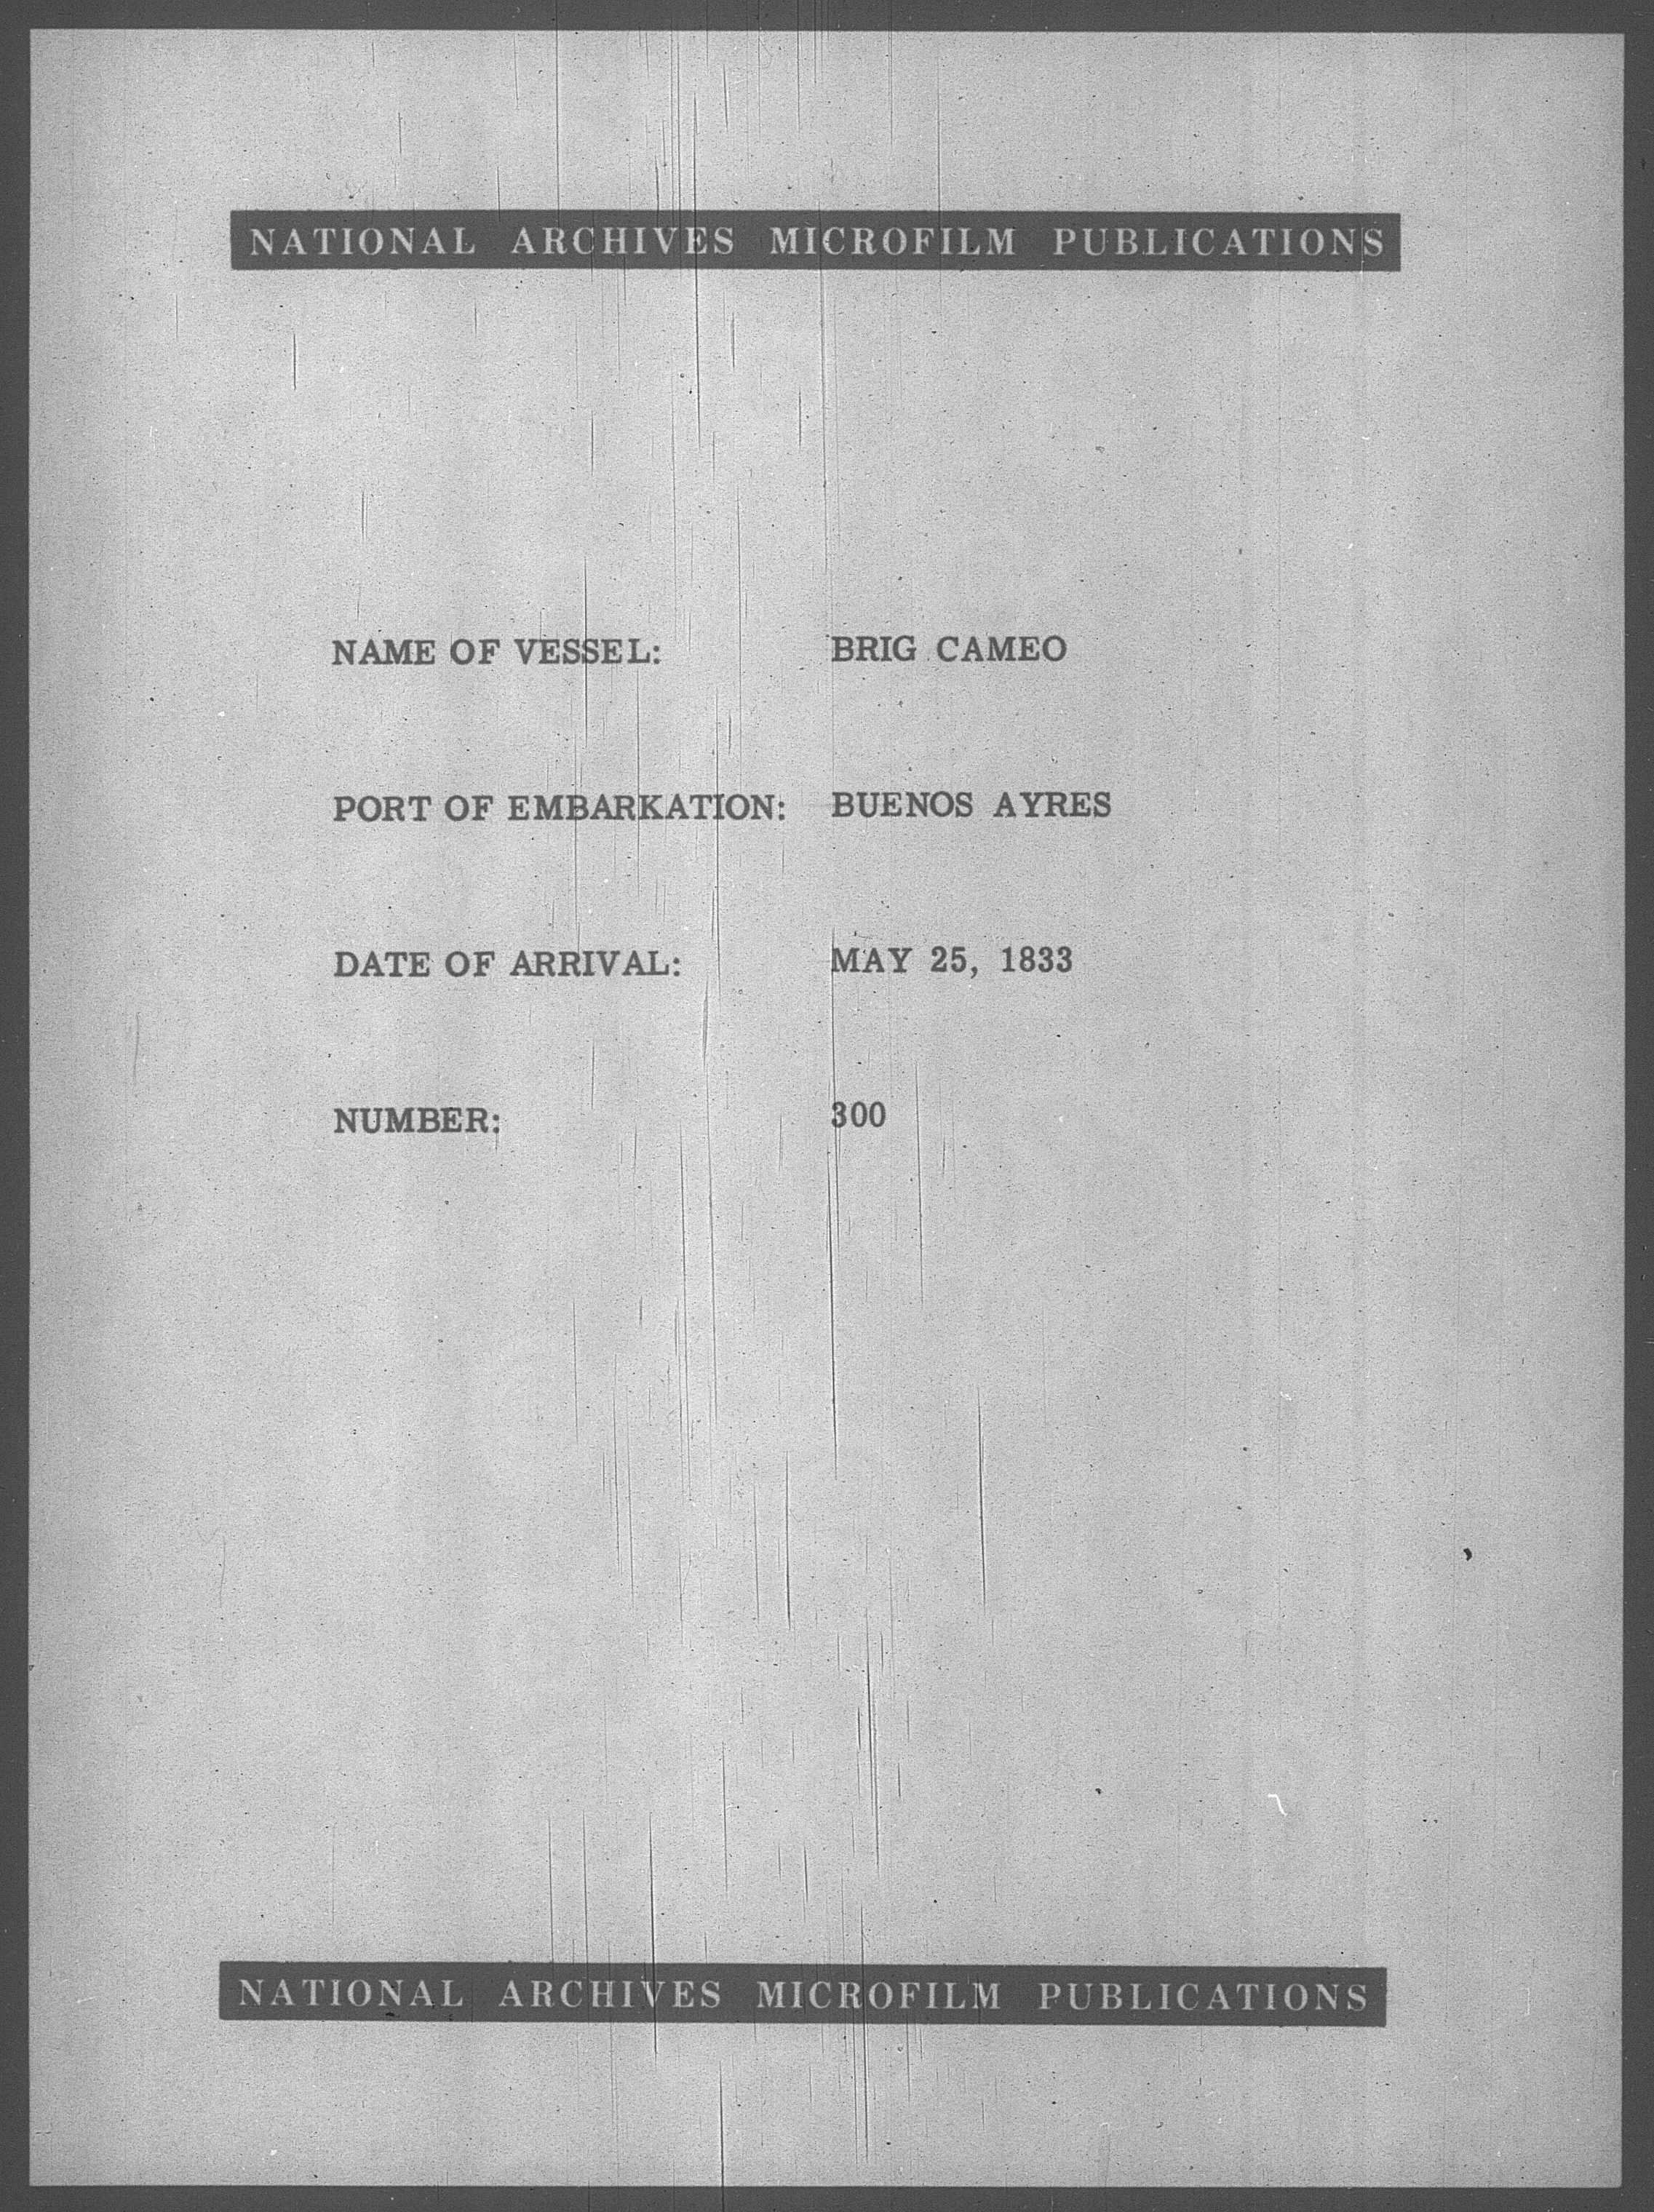 NATIONAL ARCHIVES MICROFILM PUBLICATIONS
NAME OF VESSEL: BRIG CAMEO
PORT OF EMBARKATION: BUENOS AYRES
DATE OF ARRIVAL: MAY 25, 1833
NUMBER: 300
NATIONAL ARCHIVES MICROFILM PUBLICATIONS